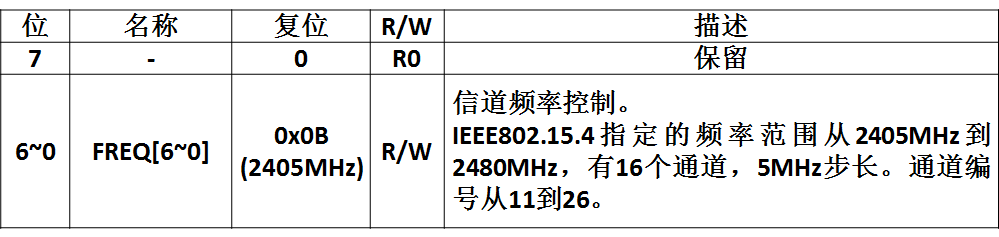 位 名称 复位 R/W 描述
7 - 0 R0 保留
6~0 FREQ[6~0] 0x0B (2405MHz) R/W 信道频率控制。
IEEE802.15.4指定的频率范围从2405MHz到
2480MHz，有16个通道，5MHz步长。通道编
号从11到26。